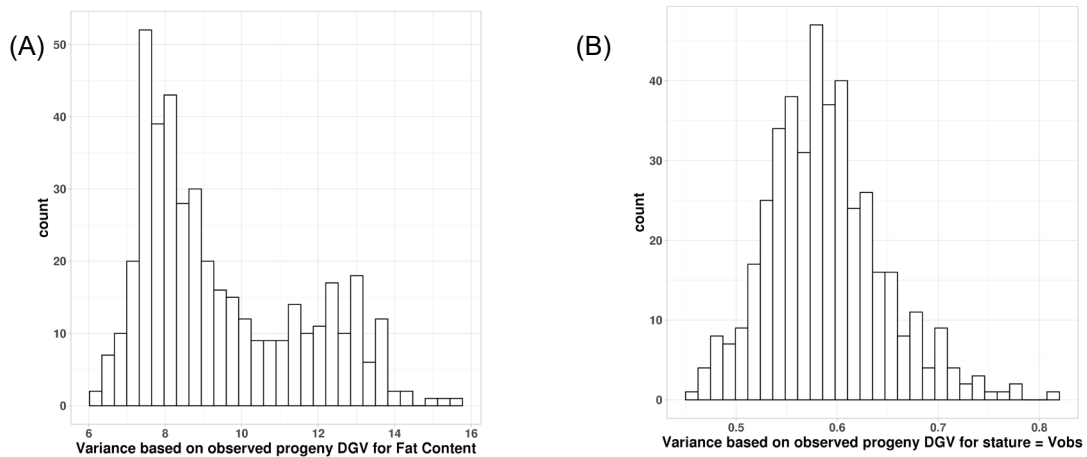 (A)
count
50
40
30
20
10
0
6 8 10 12 14 16
Variance based on observed progeny DGV for Fat Content
(B)
count
40
30
20
10
0
0.5 0.6 0.7 0.8
Variance based on observed progeny DGV for stature = Vobs